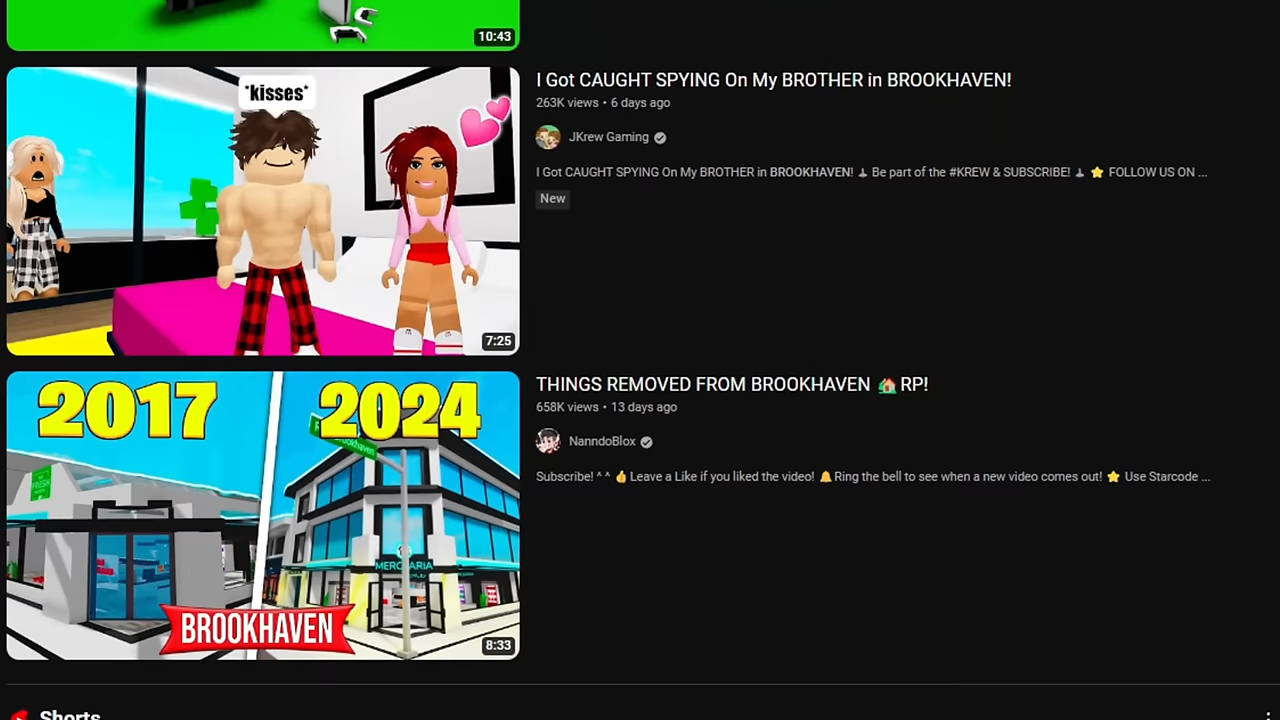 10:43
*kisses*
7:25
I Got CAUGHT SPYING On My BROTHER in BROOKHAVEN!
263K views • 6 days ago
JKrew Gaming
I Got CAUGHT SPYING On My BROTHER in BROOKHAVEN! Be part of the #KREW & SUBSCRIBE! ⭐ FOLLOW US ON ...
New
2017
2024
Brookhaven
FRESH
MERCEARIA
BROOKHAVEN
8:33
THINGS REMOVED FROM BROOKHAVEN 🏠RP!
658K views • 13 days ago
NanndoBlox
Subscribe! ^ ^ 👍 Leave a Like if you liked the video! 🔔 Ring the bell to see when a new video comes out! ⭐ Use Starcode ...
Shorts